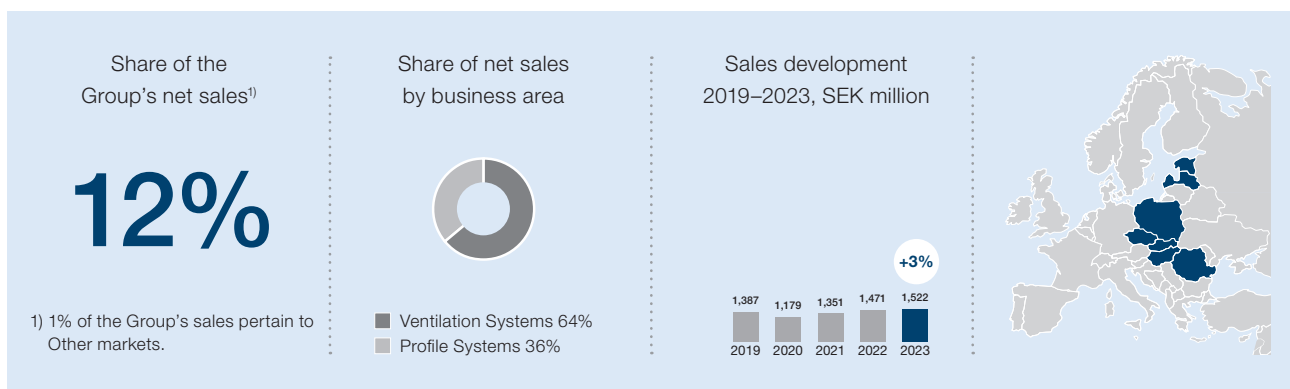 Share of the
Group’s net sales1)
12%
1) 1% of the Group’s sales pertain to
Other markets.
Share of net sales
by business area
Ventilation Systems 64%
Profile Systems 36%
Sales development
2019–2023, SEK million
+3%
1,387 1,179 1,351 1,471 1,522
2019 2020 2021 2022 2023